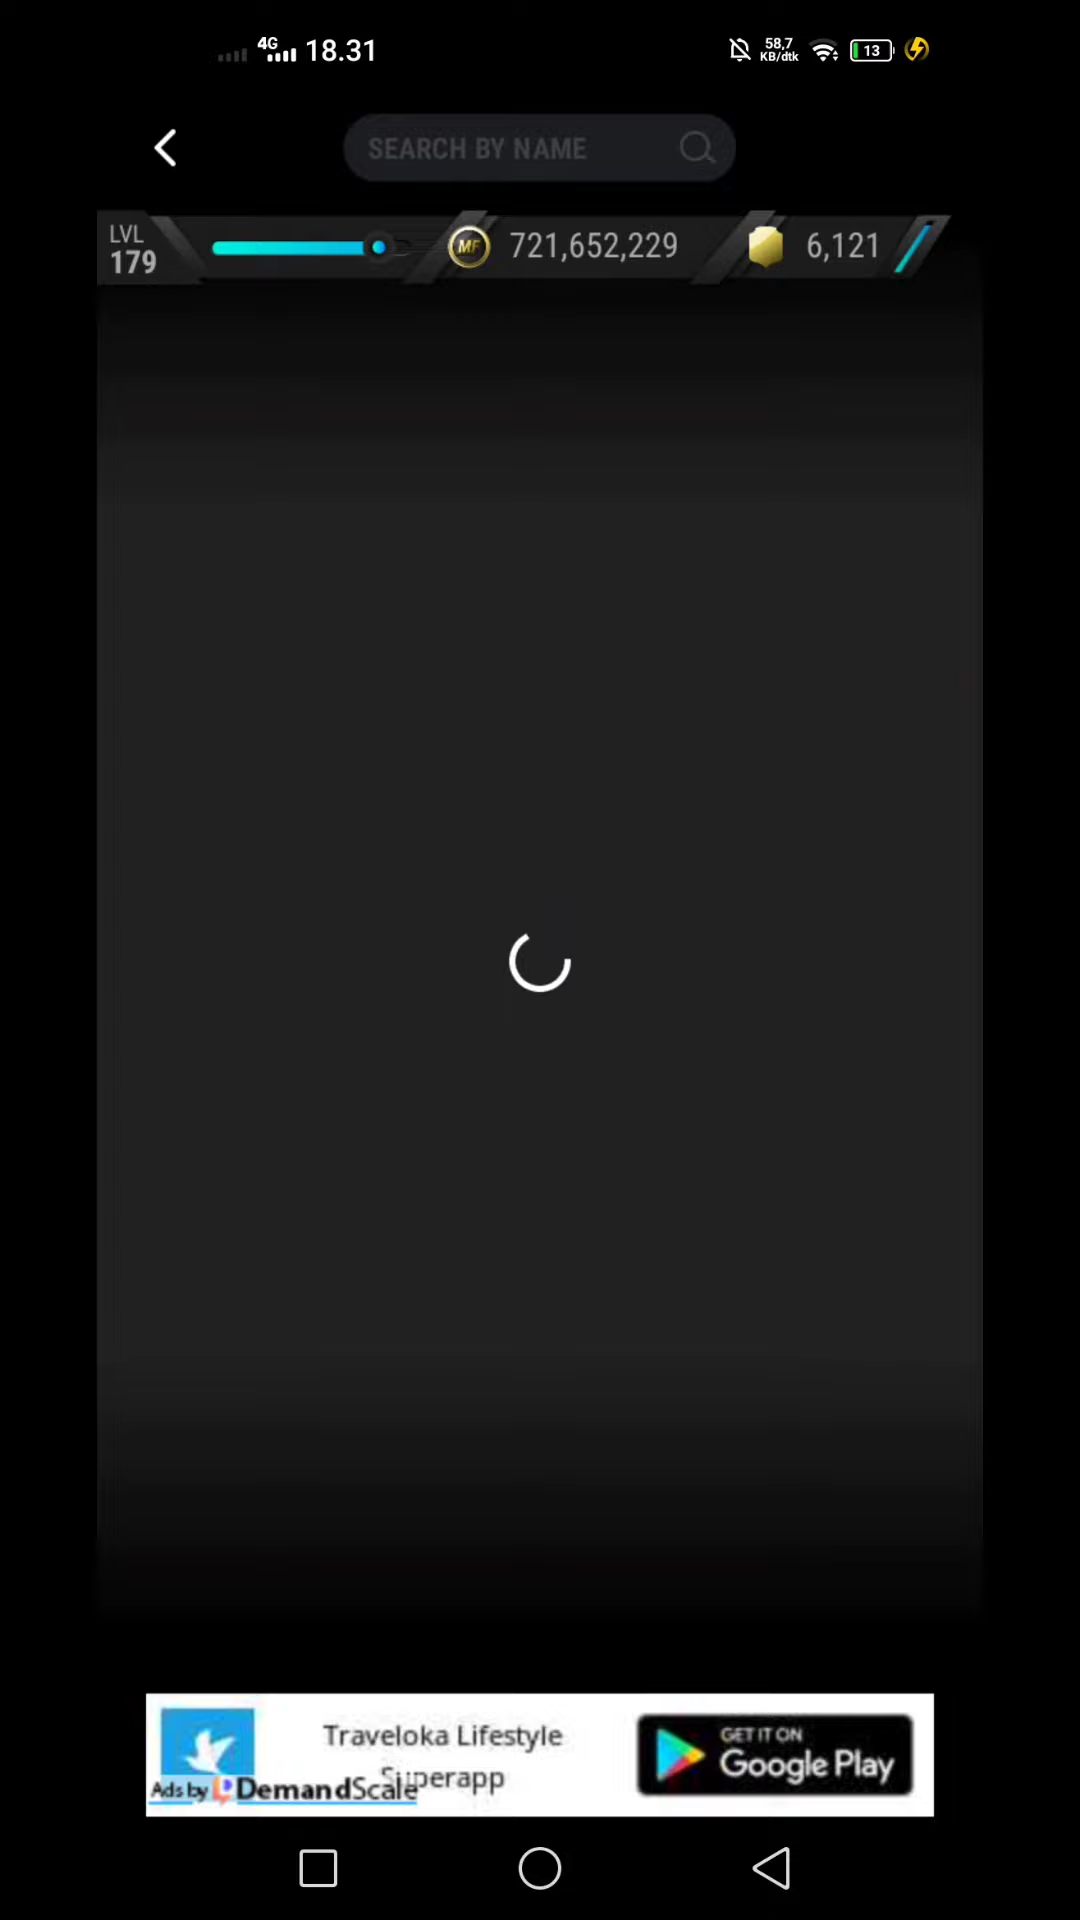 4G 18.31 58,7 KB/dtk 13
SEARCH BY NAME
LVL
179
MF 721,652,229 6,121
Traveloka Lifestyle
Superapp
Ads by DemandScale
GET IT ON
Google Play